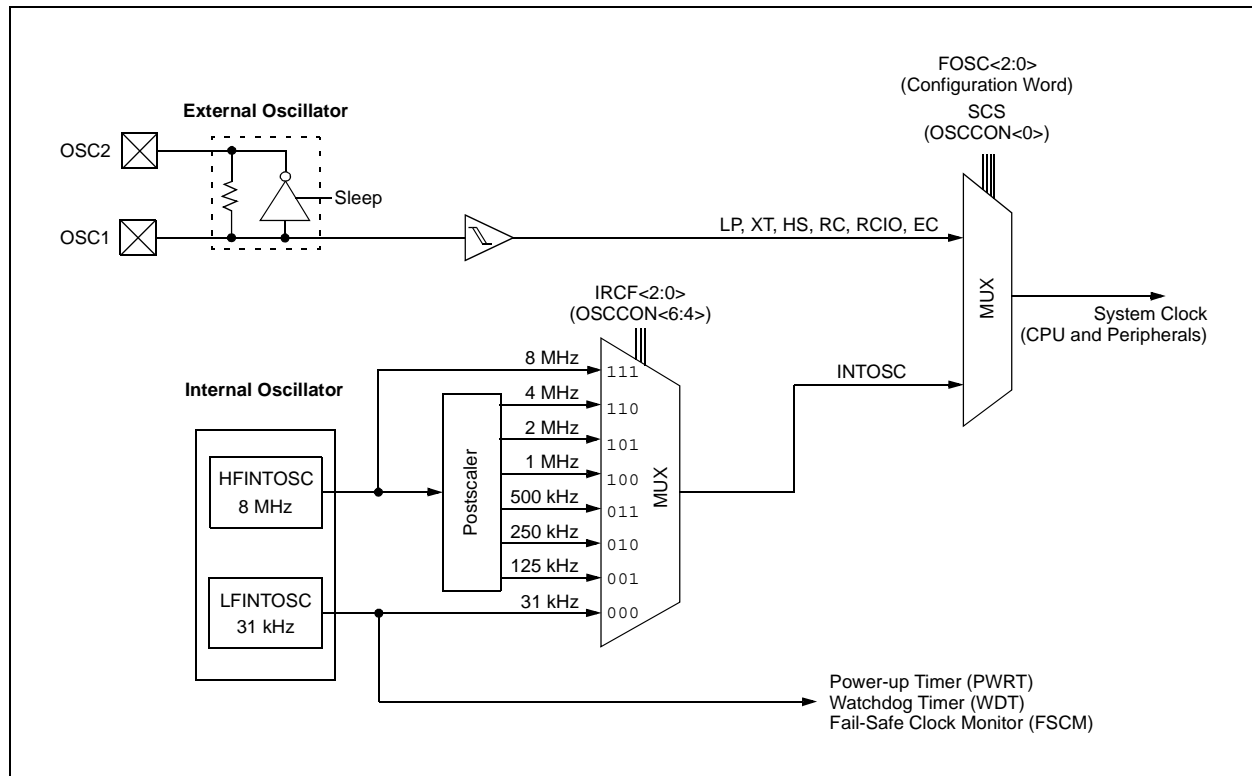 FOSC<2:0>
(Configuration Word)
SCS
(OSCCON<0>)
External Oscillator
OSC2
Sleep
OSC1
LP, XT, HS, RC, RCIO, EC
IRCF<2:0>
(OSCCON<6:4>)
MUX
System Clock
(CPU and Peripherals)
INTOSC
Internal Oscillator
HFINTOSC
8 MHz
LFINTOSC
31 kHz
Postscaler
8 MHz
4 MHz
2 MHz
1 MHz
500 kHz
250 kHz
125 kHz
31 kHz
111
110
101
100
011
010
001
000
MUX
Power-up Timer (PWRT)
Watchdog Timer (WDT)
Fail-Safe Clock Monitor (FSCM)